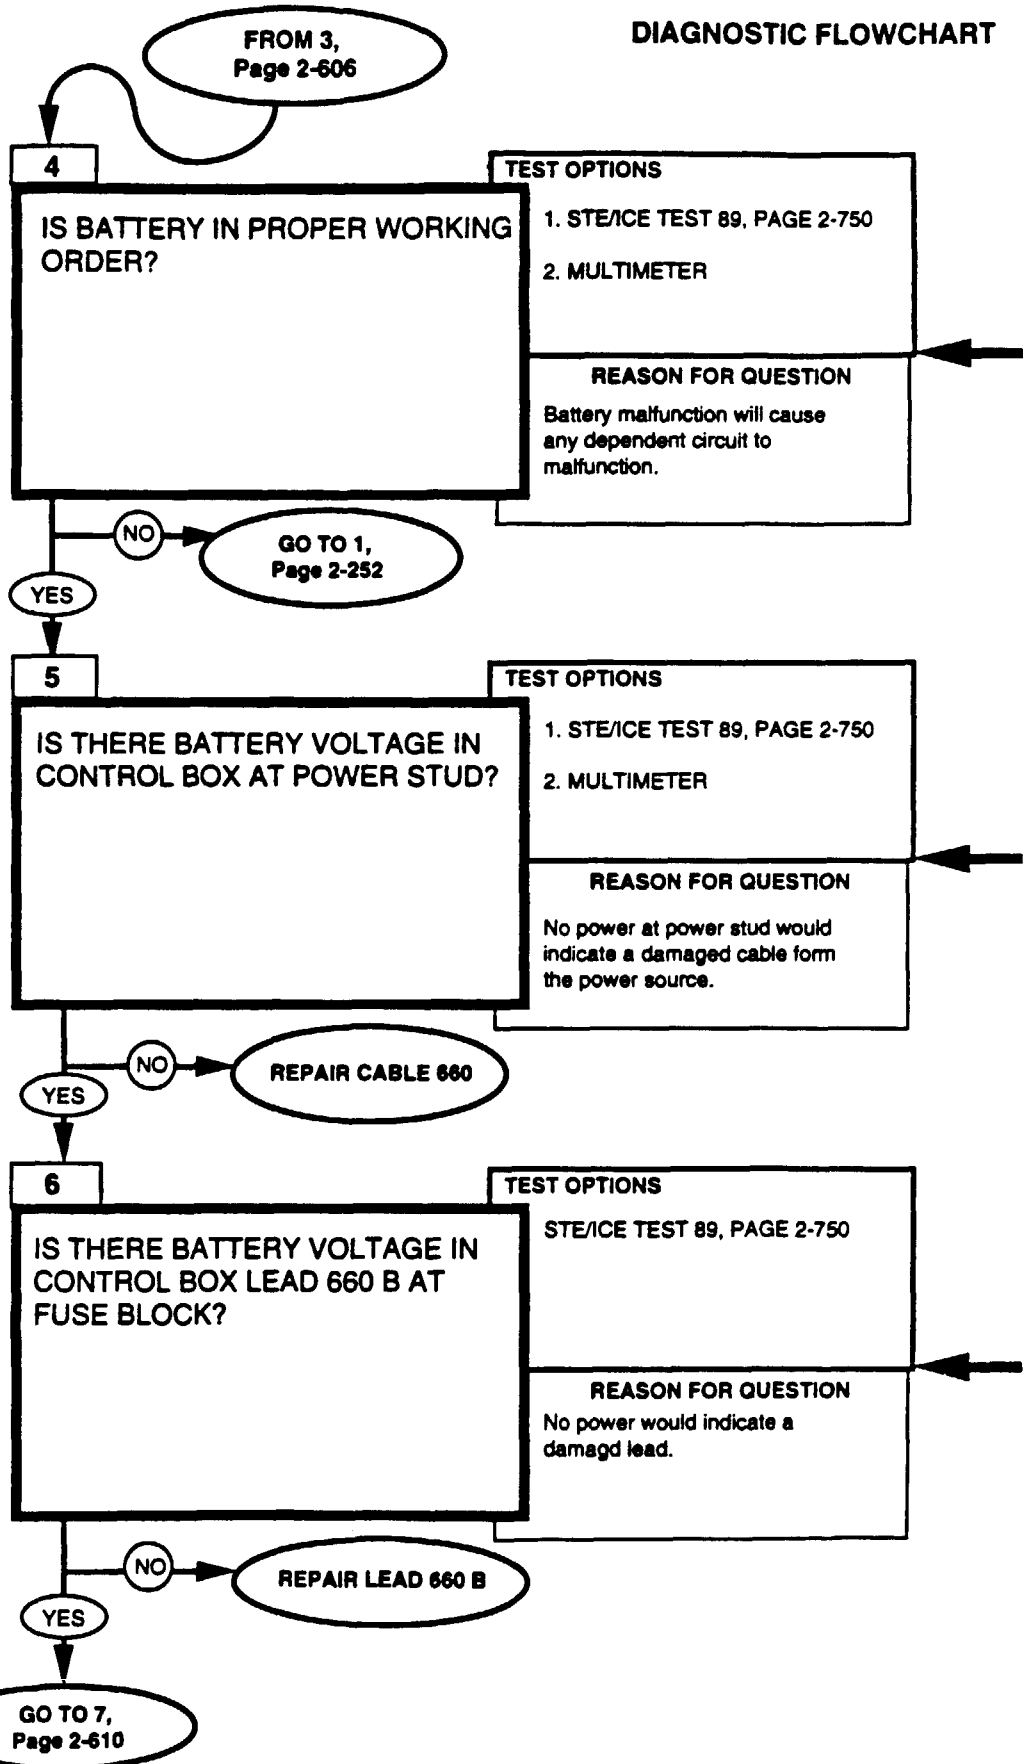 DIAGNOSTIC FLOWCHART
FROM 3,
Page 2-606
4
IS BATTERY IN PROPER WORKING
ORDER?
TEST OPTIONS
1. STE/ICE TEST 89, PAGE 2-750
2. MULTIMETER
REASON FOR QUESTION
Battery malfunction will cause
any dependent circuit to
malfunction.
NO
GO TO 1,
Page 2-252
YES
5
IS THERE BATTERY VOLTAGE IN
CONTROL BOX AT POWER STUD?
TEST OPTIONS
1. STE/ICE TEST 89, PAGE 2-750
2. MULTIMETER
REASON FOR QUESTION
No power at power stud would
indicate a damaged cable form
the power source.
NO
REPAIR CABLE 660
YES
6
IS THERE BATTERY VOLTAGE IN
CONTROL BOX LEAD 660 B AT
FUSE BLOCK?
TEST OPTIONS
STE/ICE TEST 89, PAGE 2-750
REASON FOR QUESTION
No power would indicate a
damagd lead.
NO
REPAIR LEAD 660 B
YES
GO TO 7,
Page 2-610